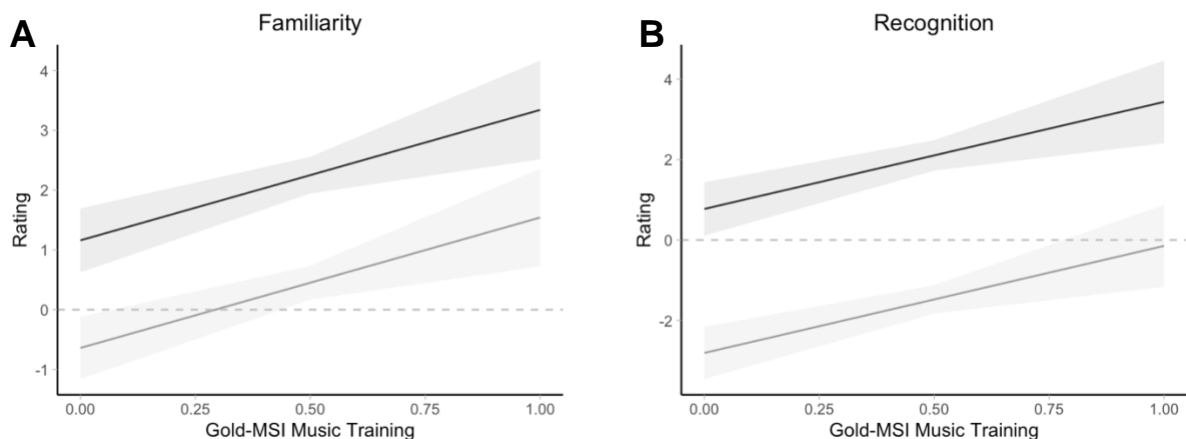 A
Familiarity
Rating
4
3
2
1
0
-1
0.00 0.25 0.50 0.75 1.00
Gold-MSI Music Training
B
Recognition
Rating
4
2
0
-2
0.00 0.25 0.50 0.75 1.00
Gold-MSI Music Training